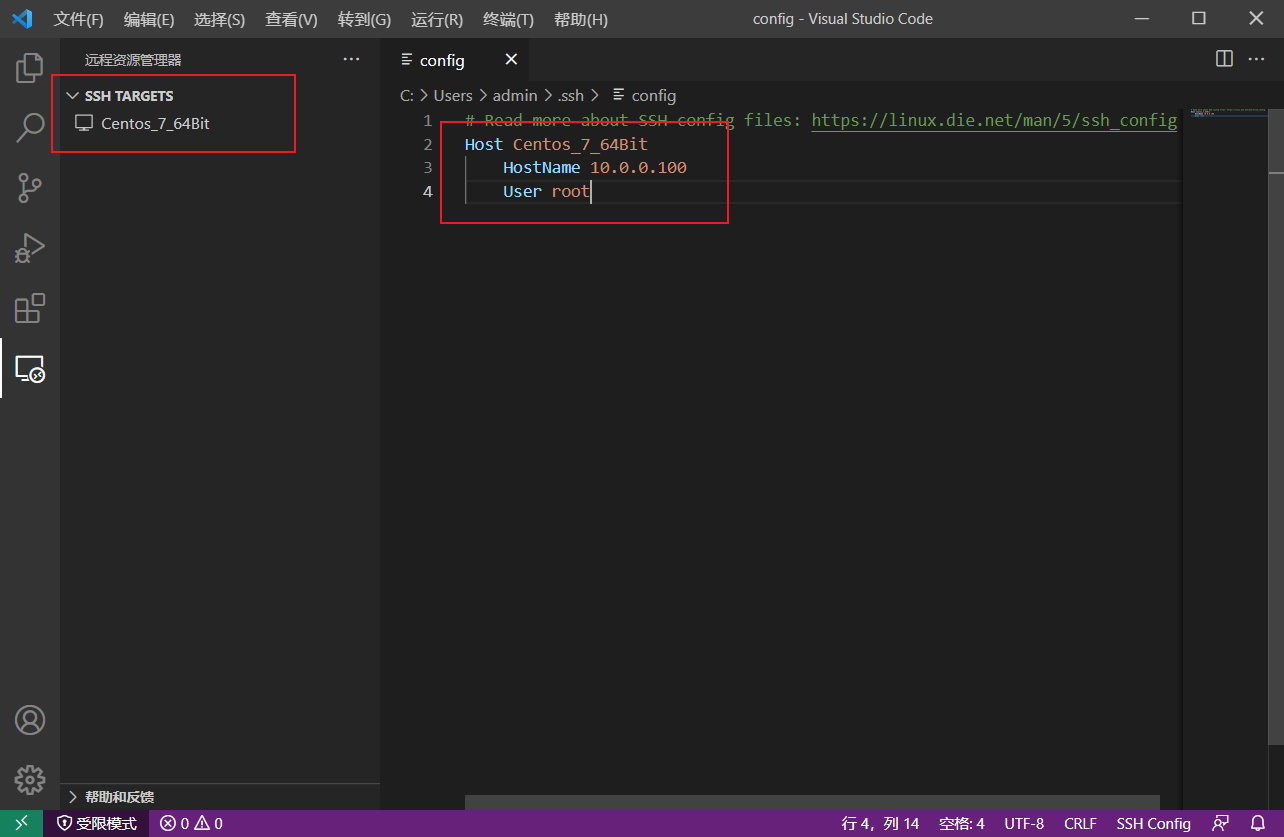 文件(F) 编辑(E) 选择(S) 查看(V) 转到(G) 运行(R) 终端(T) 帮助(H) config - Visual Studio Code
远程资源管理器
SSH TARGETS
Centos_7_64Bit
帮助和反馈
config
C: > Users > admin > .ssh > config
1 # Read more about SSH config files: https://linux.die.net/man/5/ssh_config
2 Host Centos_7_64Bit
3 HostName 10.0.0.100
4 User root
受限模式 0 0 行 4，列 14 空格: 4 UTF-8 CRLF SSH Config